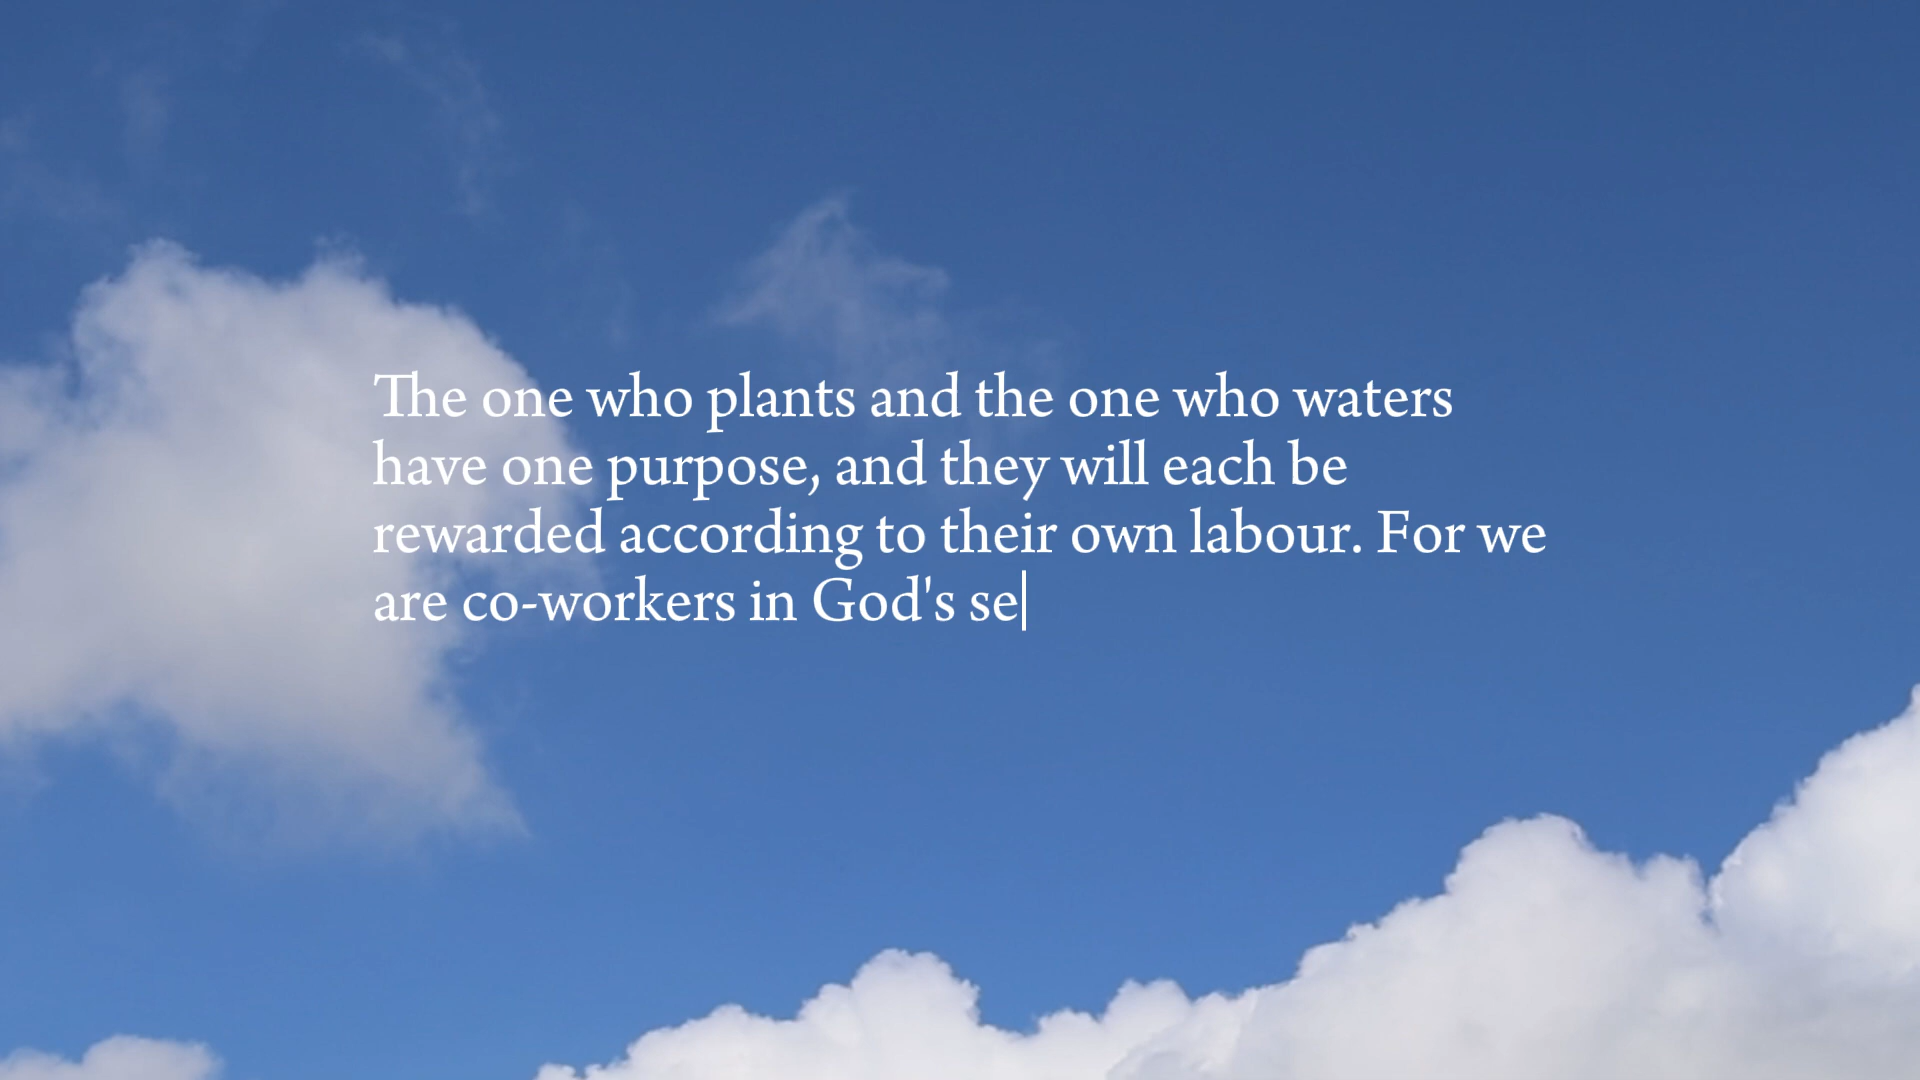 The one who plants and the one who waters
have one purpose, and they will each be
rewarded according to their own labour. For we
are co-workers in God's se